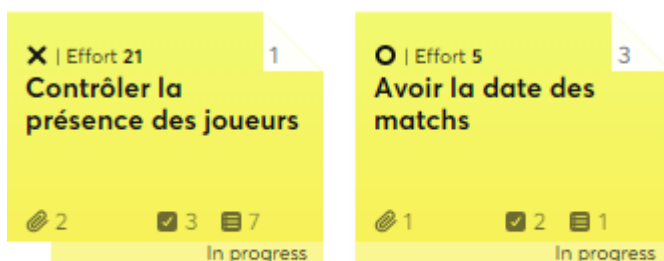 X | Effort 21 1
Contrôler la
présence des joueurs
2 3 7
In progress
O | Effort 5 3
Avoir la date des
matchs
1 2 1
In progress